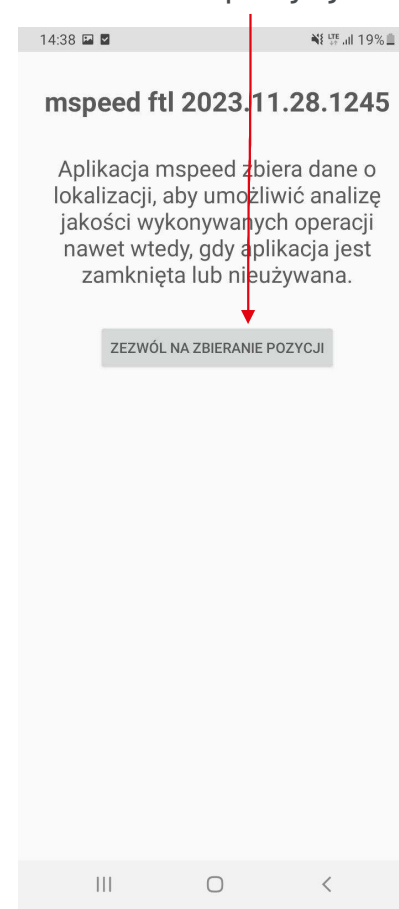 14:38 19%
mspeed ftl 2023.11.28.1245
Aplikacja mspeed zbiera dane o
lokalizacji, aby umożliwić analizę
jakości wykonywanych operacji
nawet wtedy, gdy aplikacja jest
zamknięta lub nieużywana.
ZEZWÓL NA ZBIERANIE POZYCJI